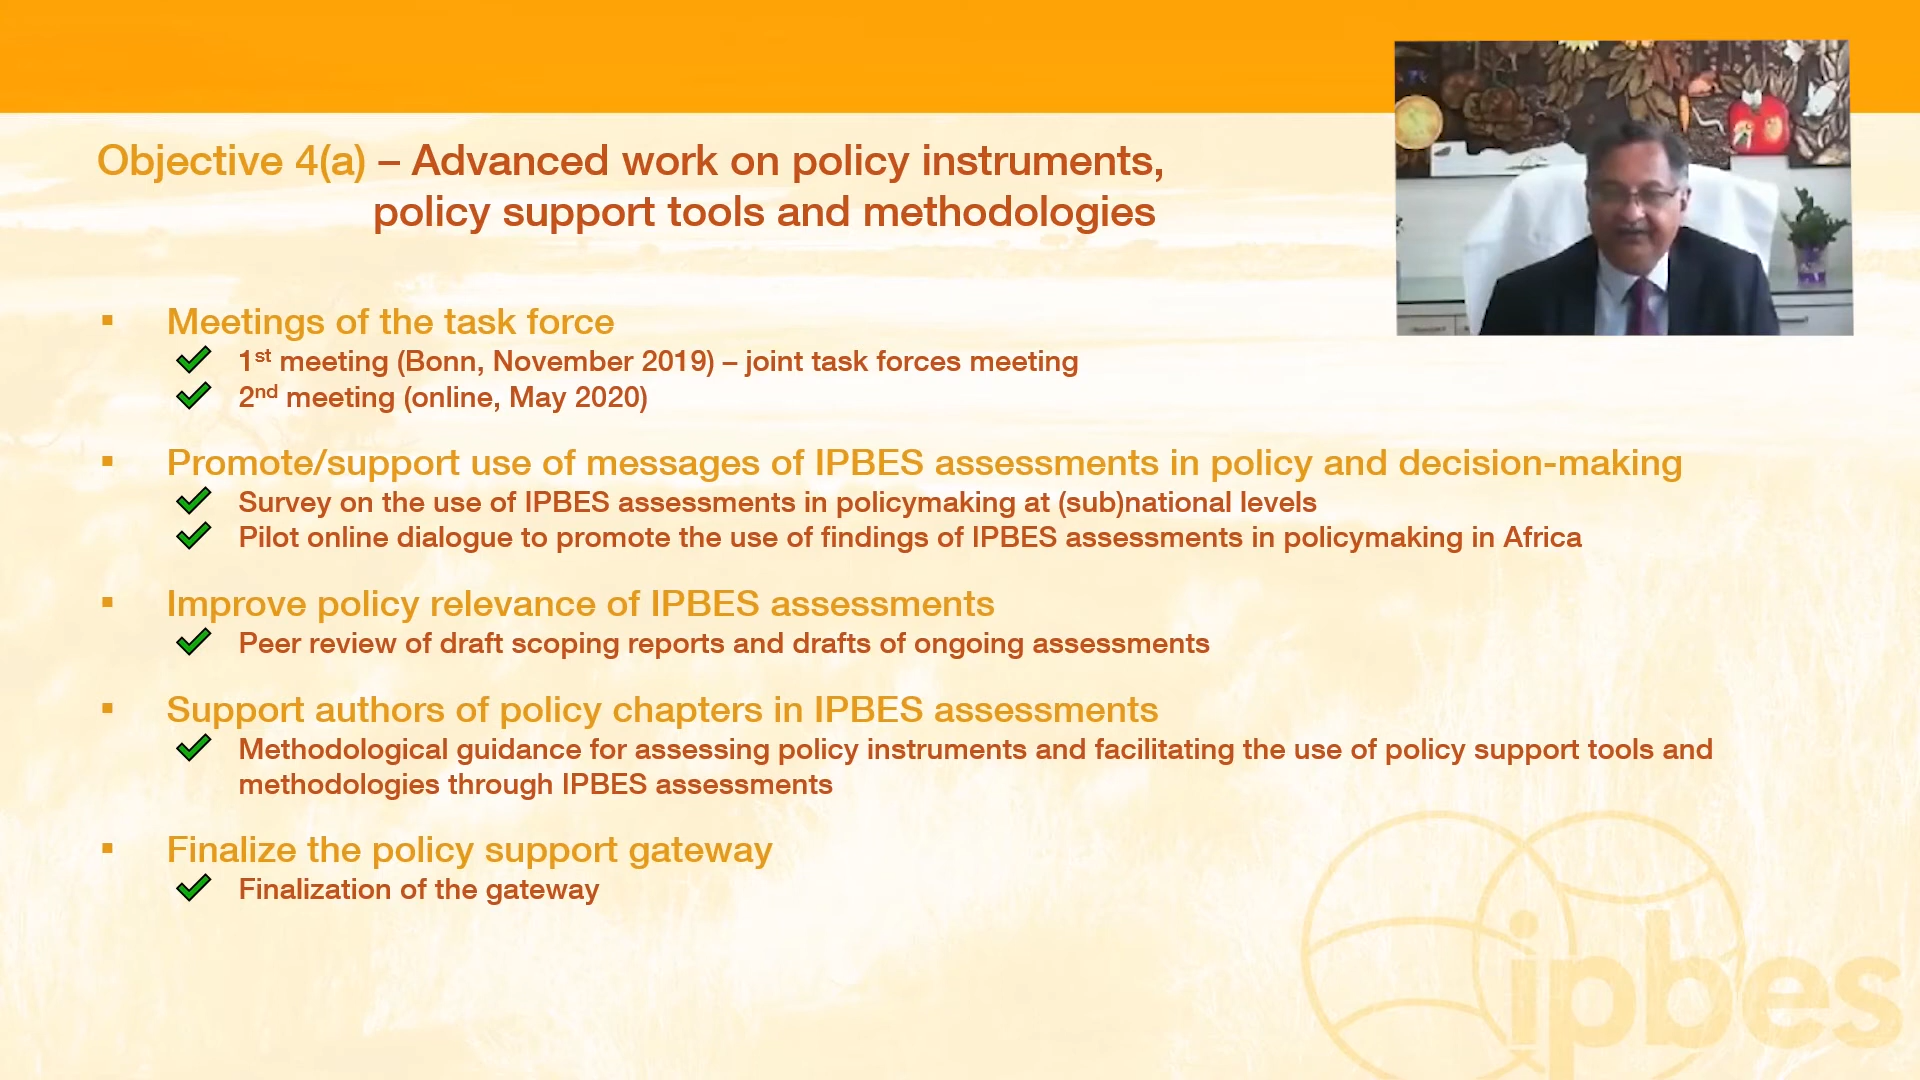 Objective 4(a) – Advanced work on policy instruments,
policy support tools and methodologies
▪ Meetings of the task force
✔ 1st meeting (Bonn, November 2019) – joint task forces meeting
✔ 2nd meeting (online, May 2020)
▪ Promote/support use of messages of IPBES assessments in policy and decision-making
✔ Survey on the use of IPBES assessments in policymaking at (sub)national levels
✔ Pilot online dialogue to promote the use of findings of IPBES assessments in policymaking in Africa
▪ Improve policy relevance of IPBES assessments
✔ Peer review of draft scoping reports and drafts of ongoing assessments
▪ Support authors of policy chapters in IPBES assessments
✔ Methodological guidance for assessing policy instruments and facilitating the use of policy support tools and
methodologies through IPBES assessments
▪ Finalize the policy support gateway
✔ Finalization of the gateway
ipbes